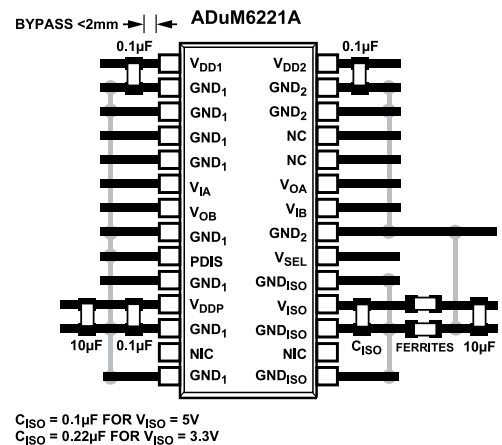 BYPASS <2mm
ADuM6221A
0.1µF
0.1µF
VDD1
VDD2
GND1
GND2
GND1
GND2
GND1
NC
GND1
NC
VIA
VOA
VOB
VIB
GND1
GND2
PDIS
VSEL
GND1
GNDISO
VDDP
VISO
GND1
GNDISO
10µF
0.1µF
CISO
FERRITES
10µF
NIC
NIC
GND1
GNDISO
CISO = 0.1µF FOR VISO = 5V
CISO = 0.22µF FOR VISO = 3.3V